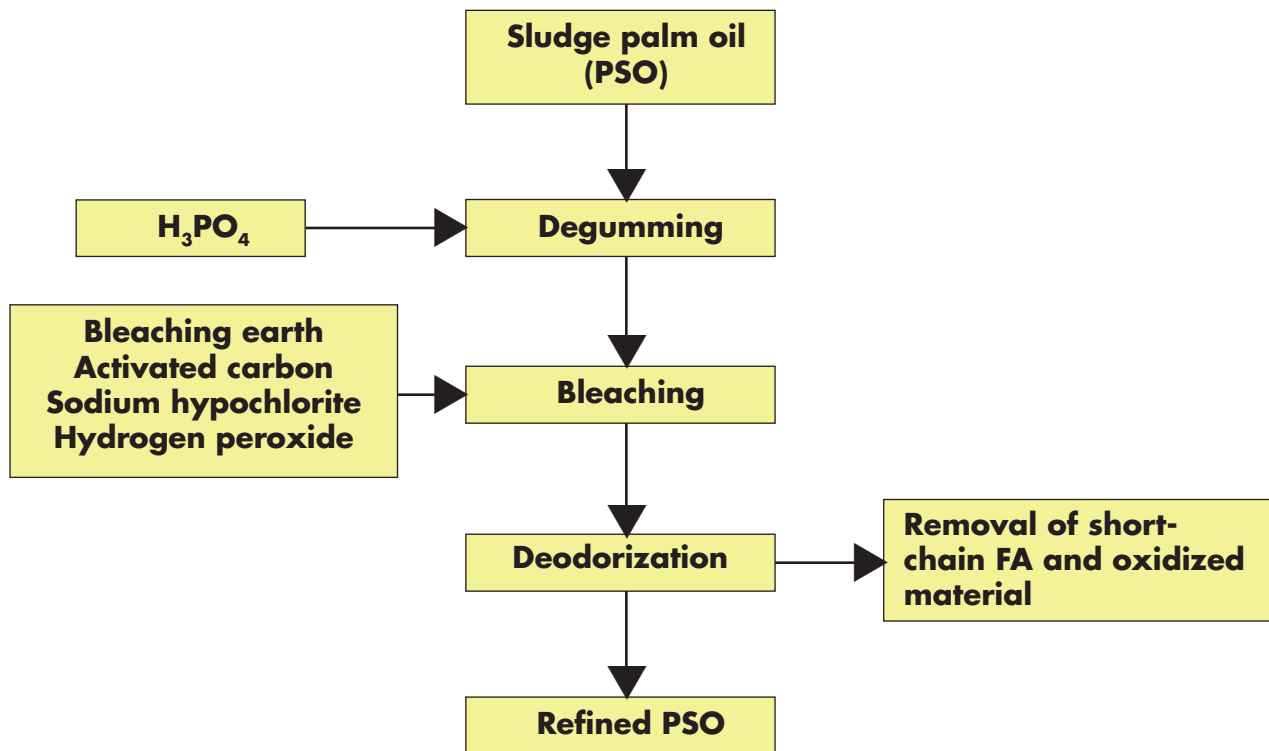 Sludge palm oil
(PSO)
H₃PO₄
Degumming
Bleaching earth
Activated carbon
Sodium hypochlorite
Hydrogen peroxide
Bleaching
Deodorization
Removal of short-
chain FA and oxidized
material
Refined PSO